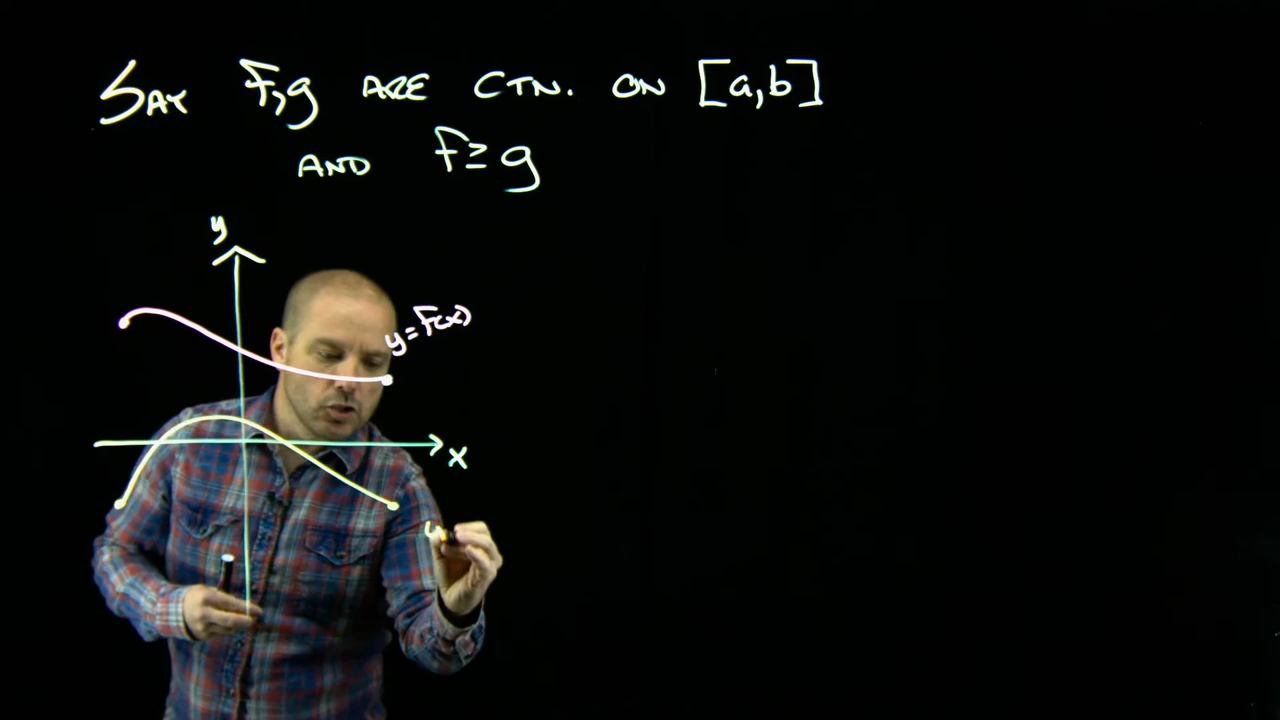 SAY f,g ARE CTN. ON [a,b]
AND f≥g
y
y=f(x)
x